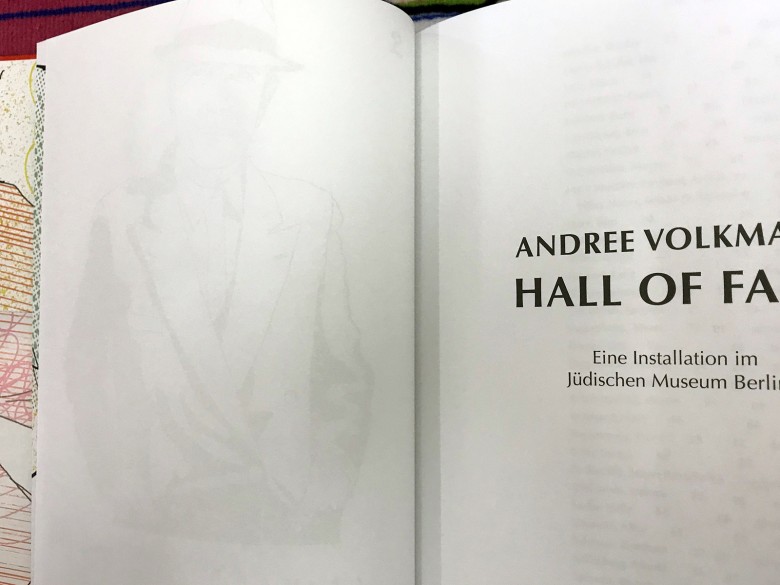 ANDREE VOLKMA
HALL OF FA
Eine Installation im
Jüdischen Museum Berlin